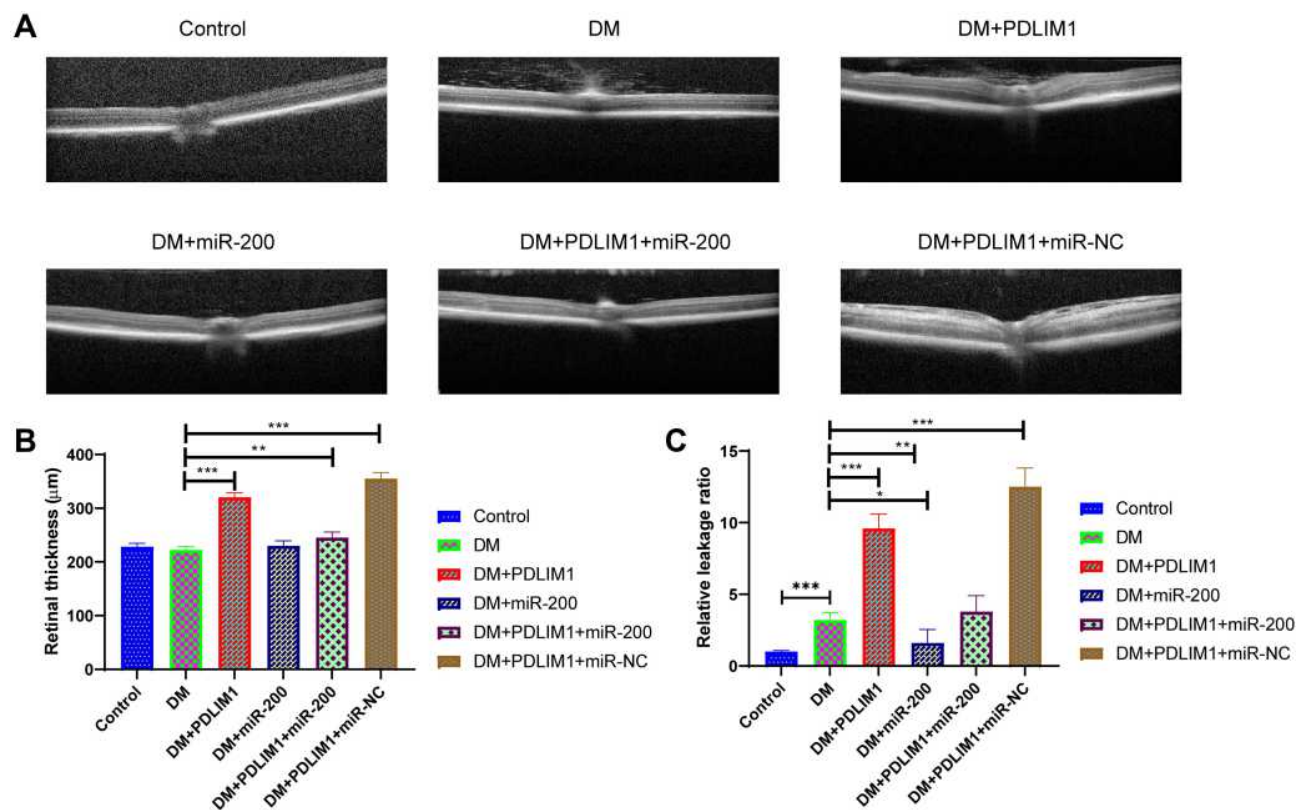 A
Control
DM
DM+PDLIM1
DM+miR-200
DM+PDLIM1+miR-200
DM+PDLIM1+miR-NC
B
Retinal thickness (μm)
400
300
200
100
0
***
**
***
Control
DM
DM+PDLIM1
DM+miR-200
DM+PDLIM1+miR-200
DM+PDLIM1+miR-NC
Control
DM
DM+PDLIM1
DM+miR-200
DM+PDLIM1+miR-200
DM+PDLIM1+miR-NC
C
Relative leakage ratio
15
10
5
0
***
**
***
*
***
Control
DM
DM+PDLIM1
DM+miR-200
DM+PDLIM1+miR-200
DM+PDLIM1+miR-NC
Control
DM
DM+PDLIM1
DM+miR-200
DM+PDLIM1+miR-200
DM+PDLIM1+miR-NC